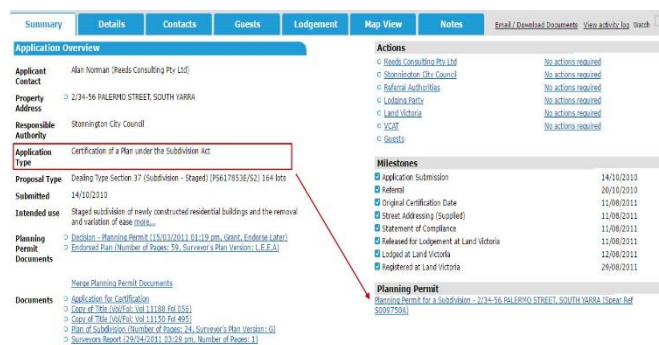 Summary
Details
Contacts
Guests
Lodgement
Map View
Notes
Email / Download Documents View activity log Watch
Application Overview
Applicant Contact
Alan Norman (Reeds Consulting Pty Ltd)
Property Address
2/34-56 PALERMO STREET, SOUTH YARRA
Responsible Authority
Stonnington City Council
Application Type
Certification of a Plan under the Subdivision Act
Proposal Type
Dealing Type Section 37 (Subdivision - Staged) (PS617853E/S2) 164 lots
Submitted
14/10/2010
Intended use
Staged subdivision of newly constructed residential buildings and the removal
and variation of ease more...
Planning Permit Documents
Decision - Planning Permit (15/03/2011 01:19 pm, Grant, Endorse Later)
Endorsed Plan (Number of Pages: 59, Surveyor's Plan Version: L,E,E,A)
Merge Planning Permit Documents
Documents
Application for Certification
Copy of Title (Vol/Fol: Vol 11188 Fol 056)
Copy of Title (Vol/Fol: Vol 11150 Fol 495)
Plan of Subdivision (Number of Pages: 24, Surveyor's Plan Version: G)
Surveyors Report (29/04/2011 03:29 pm, Number of Pages: 1)
Actions
Reeds Consulting Pty Ltd No actions required
Stonnington City Council No actions required
Referral Authorities No actions required
Lodging Party No actions required
Land Victoria No actions required
VCAT No actions required
Guests
Milestones
Application Submission 14/10/2010
Referral 20/10/2010
Original Certification Date 11/08/2011
Street Addressing (Supplied) 11/08/2011
Statement of Compliance 11/08/2011
Released for Lodgement at Land Victoria 11/08/2011
Lodged at Land Victoria 12/08/2011
Registered at Land Victoria 29/08/2011
Planning Permit
Planning Permit for a Subdivision - 2/34-56 PALERMO STREET, SOUTH YARRA (Spear Ref
S009750A)